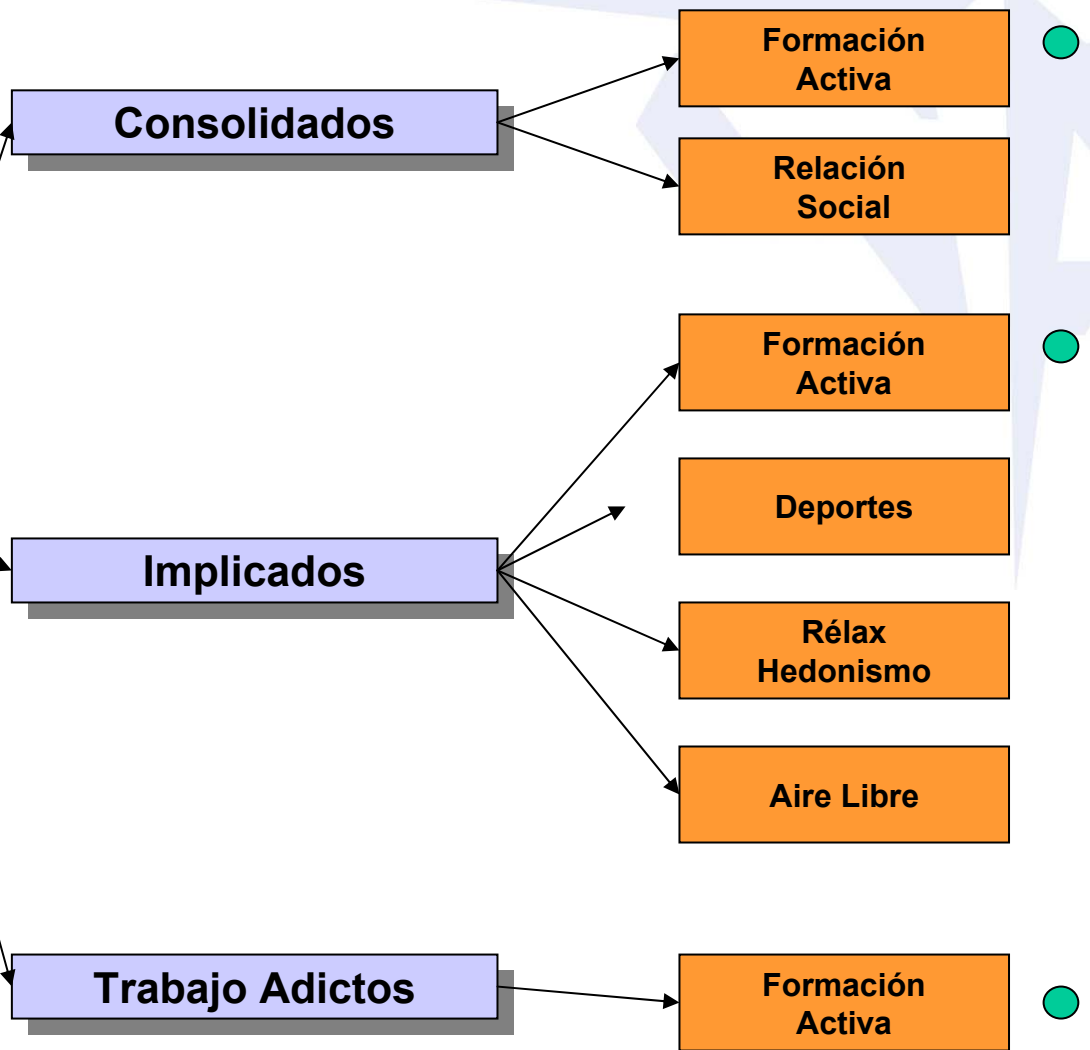 Formación
Activa
Consolidados
Relación
Social
Formación
Activa
Deportes
Implicados
Rélax
Hedonismo
Aire Libre
Trabajo Adictos
Formación
Activa